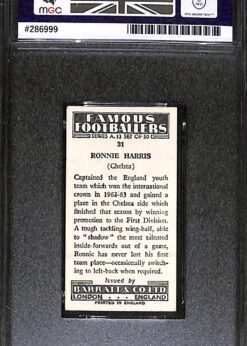 MGC
#286999
FAMOUS
FOOTBALLERS
SERIES A.13 SET OF 50
31
RONNIE HARRIS
(Chelsea)
Captained the England youth
team which won the international
crown in 1962-63 and gained a
place in the Chelsea side which
finished that season by winning
promotion to the First Division.
A tough tackling wing-half, able
to "shadow" the most talented
inside-forwards out of a game,
Ronnie has never lost his first
team place—occasionally switch-
ing to left-back when required.
Issued by
BARRATT & CO LTD
LONDON . . . ENGLAND
PRINTED IN ENGLAND